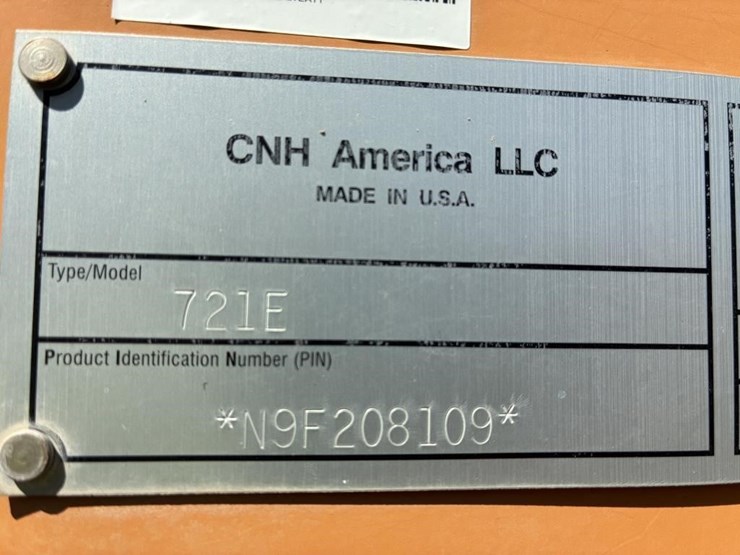 CNH America LLC
MADE IN U.S.A.
Type/Model
721E
Product Identification Number (PIN)
*N9F208109*